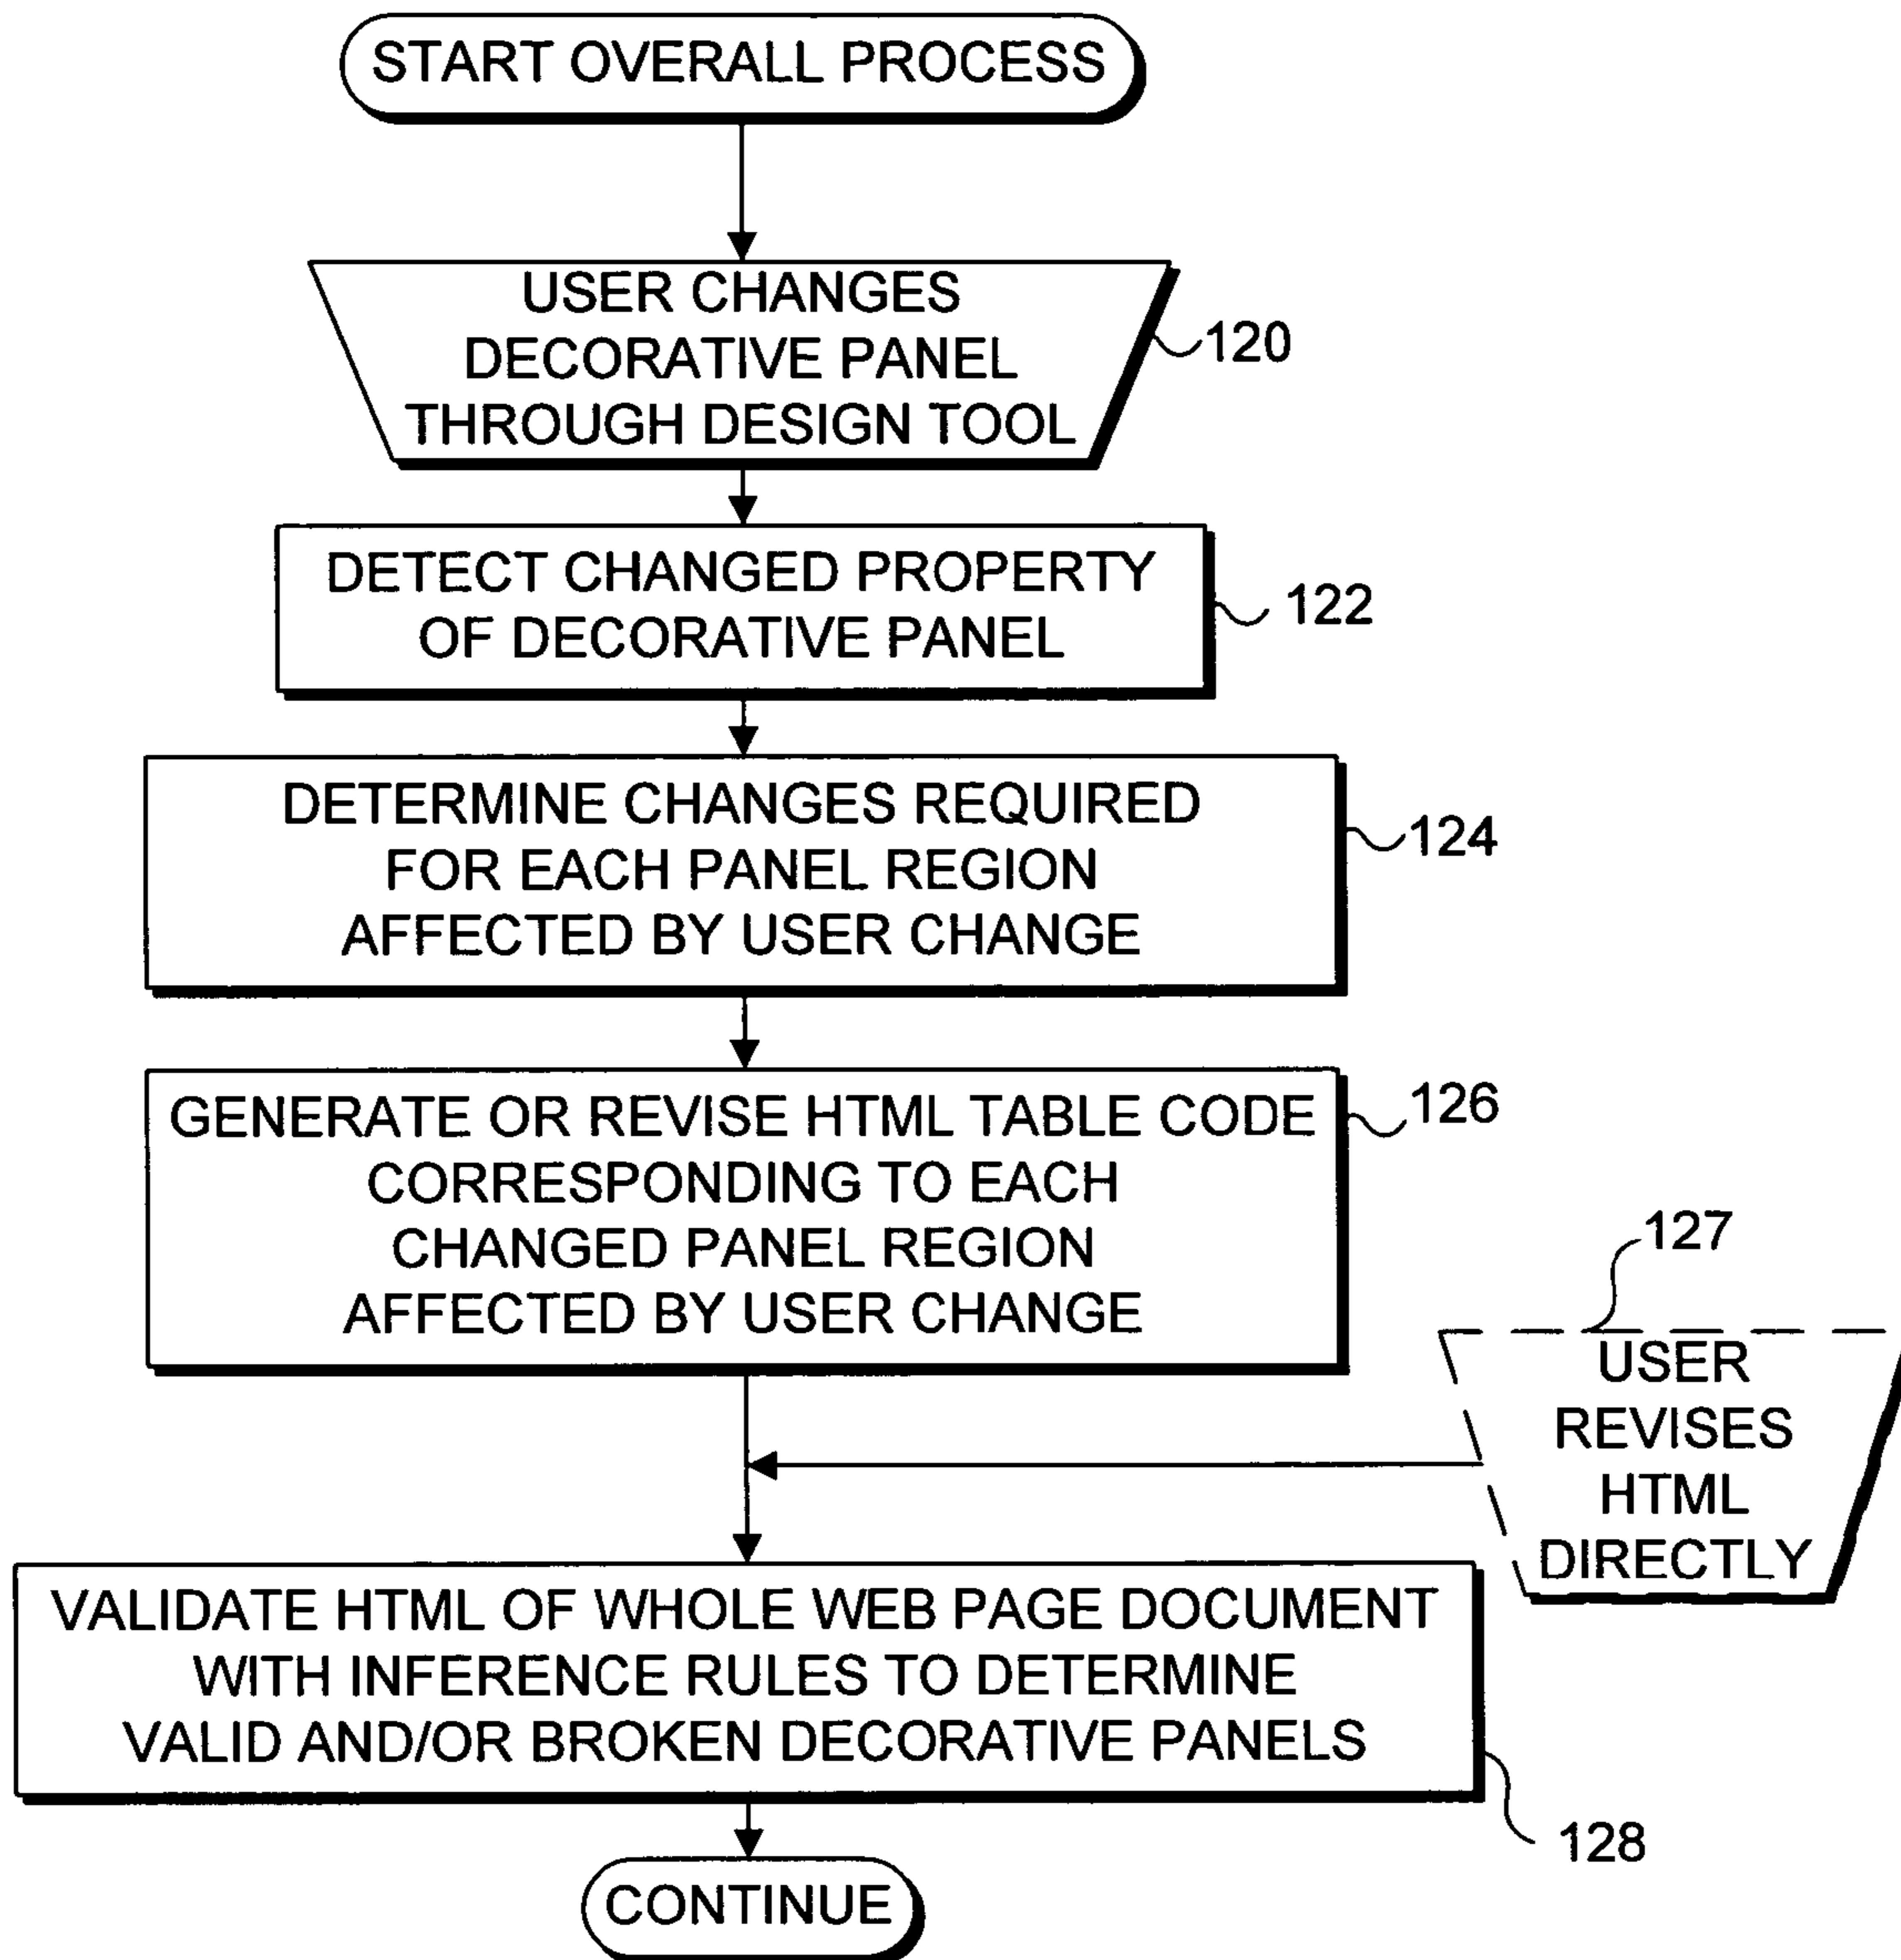 START OVERALL PROCESS
USER CHANGES
DECORATIVE PANEL
THROUGH DESIGN TOOL
120
DETECT CHANGED PROPERTY
OF DECORATIVE PANEL
122
DETERMINE CHANGES REQUIRED
FOR EACH PANEL REGION
AFFECTED BY USER CHANGE
124
GENERATE OR REVISE HTML TABLE CODE
CORRESPONDING TO EACH
CHANGED PANEL REGION
AFFECTED BY USER CHANGE
126
127
USER
REVISES
HTML
DIRECTLY
VALIDATE HTML OF WHOLE WEB PAGE DOCUMENT
WITH INFERENCE RULES TO DETERMINE
VALID AND/OR BROKEN DECORATIVE PANELS
128
CONTINUE